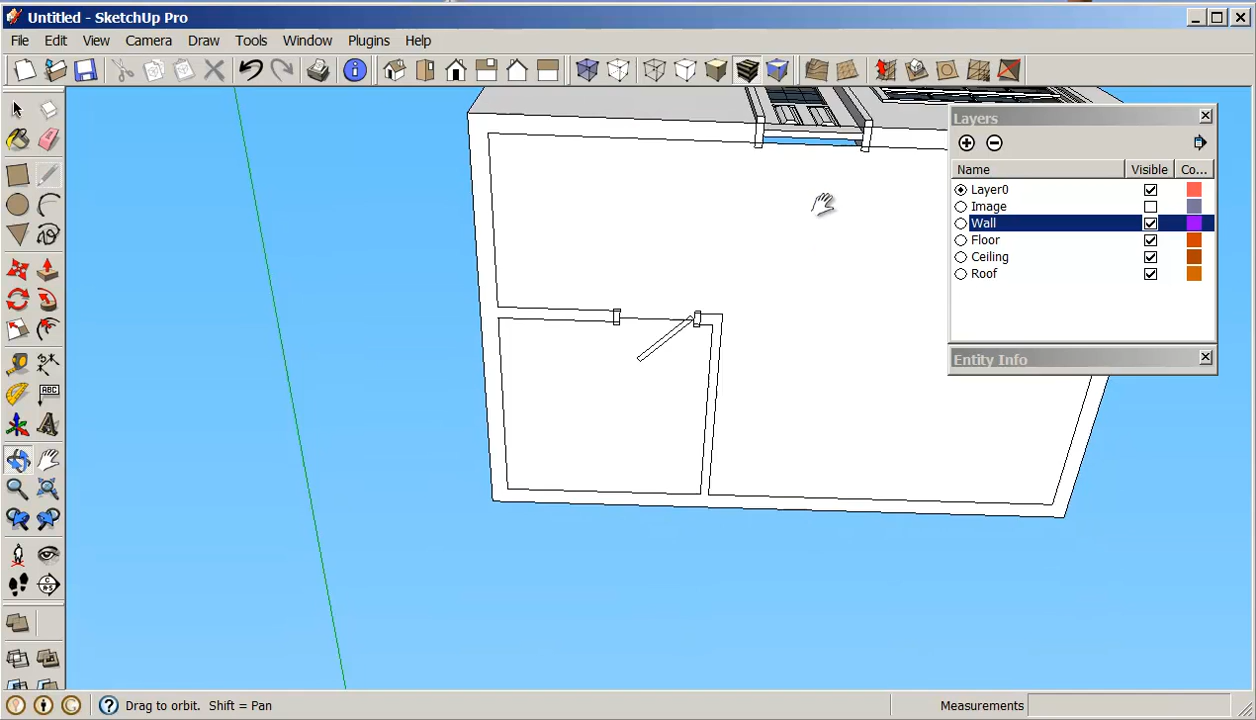 Untitled - SketchUp Pro
File Edit View Camera Draw Tools Window Plugins Help
Layers
Name Visible Co...
Layer0
Image
Wall
Floor
Ceiling
Roof
Entity Info
ABC
A
Drag to orbit. Shift = Pan
Measurements